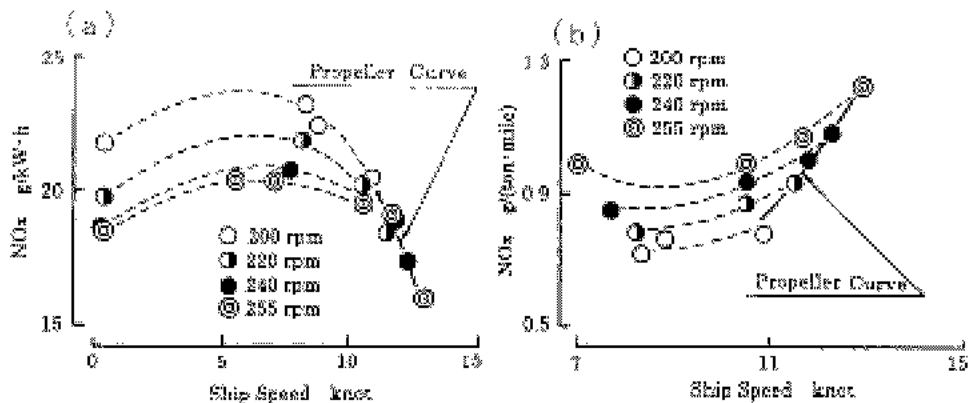 (a)
25
20
15
NOx g/kW·h
Propeller Curve
200 rpm
220 rpm
240 rpm
255 rpm
0
5
10
15
Ship Speed knot
(b)
1.3
0.9
0.5
NOx g/(ton·mile)
200 rpm
220 rpm
240 rpm
255 rpm
Propeller Curve
7
11
15
Ship Speed knot